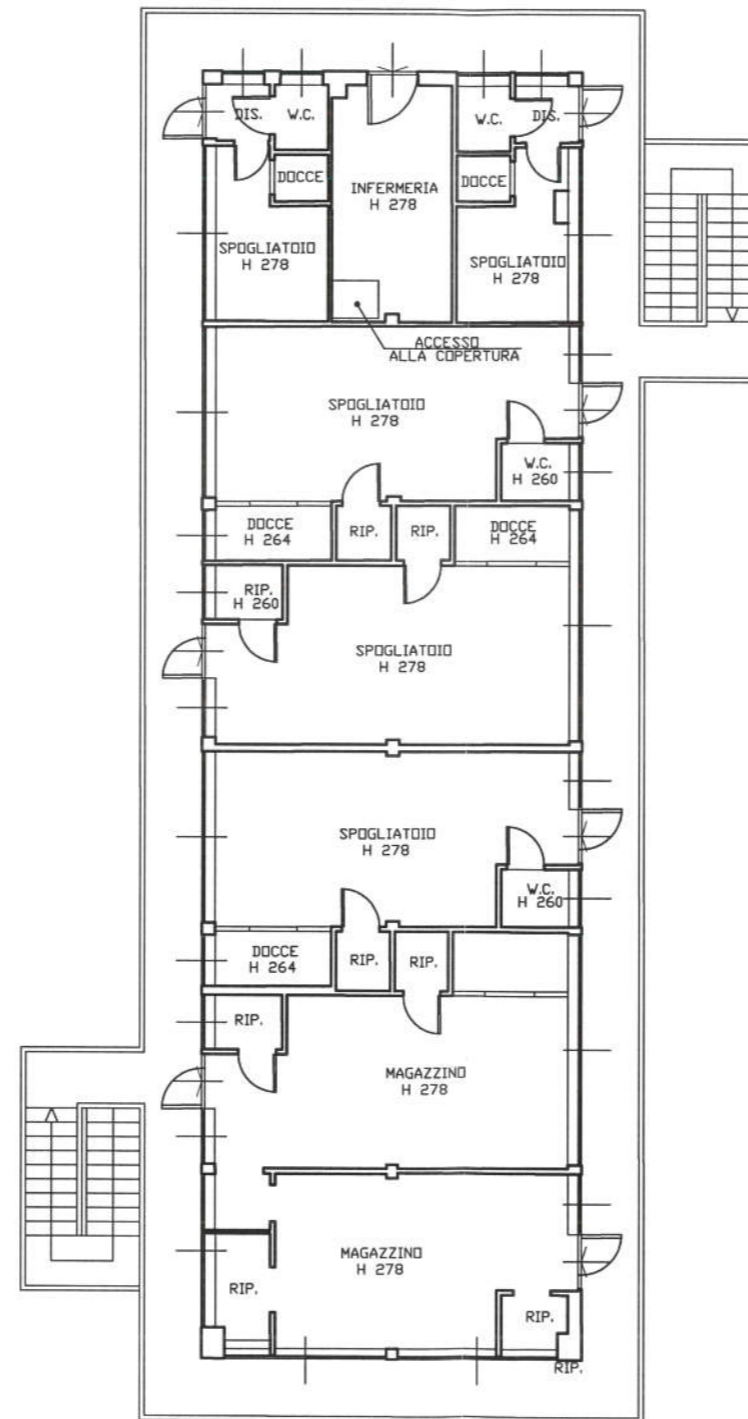 DIS.
W.C.
W.C.
DIS.
DOCCE
INFERMERIA
H 278
DOCCE
SPOGLIATOIO
H 278
SPOGLIATOIO
H 278
ACCESSO
ALLA COPERTURA
SPOGLIATOIO
H 278
W.C.
H 260
DOCCE
H 264
RIP.
RIP.
DOCCE
H 264
RIP.
H 260
SPOGLIATOIO
H 278
SPOGLIATOIO
H 278
W.C.
H 260
DOCCE
H 264
RIP.
RIP.
RIP.
MAGAZZINO
H 278
MAGAZZINO
H 278
RIP.
RIP.
RIP.